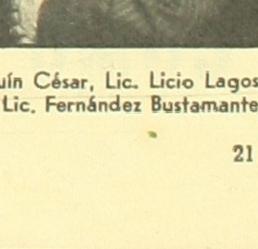 uín César, Lic. Licio Lagos
Lic. Fernández Bustamante
21